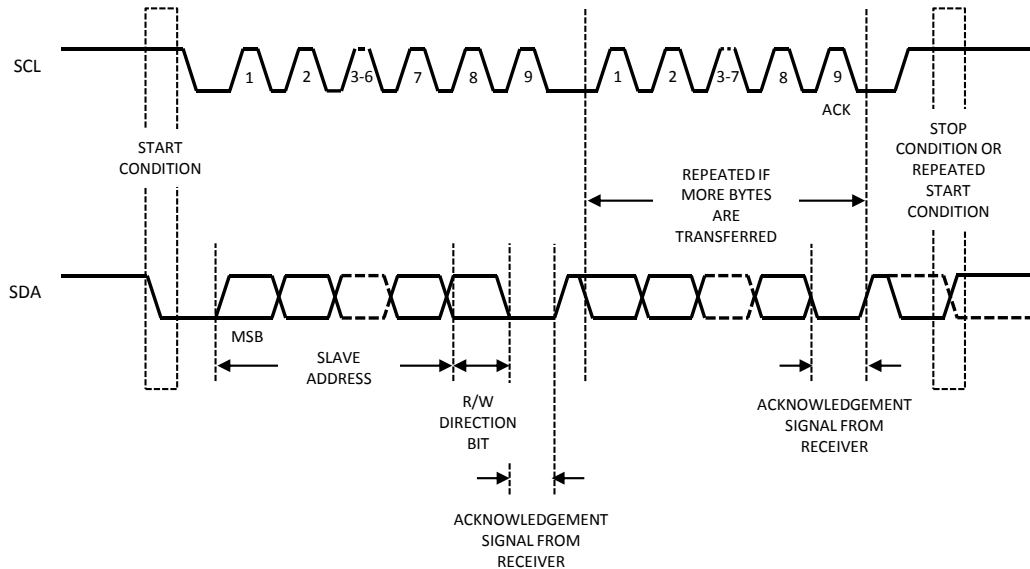 SCL
1
2
3-6
7
8
9
1
2
3-7
8
9
ACK
START
CONDITION
REPEATED IF
MORE BYTES
ARE
TRANSFERRED
STOP
CONDITION OR
REPEATED
START
CONDITION
SDA
MSB
SLAVE
ADDRESS
R/W
DIRECTION
BIT
ACKNOWLEDGEMENT
SIGNAL FROM
RECEIVER
ACKNOWLEDGEMENT
SIGNAL FROM
RECEIVER